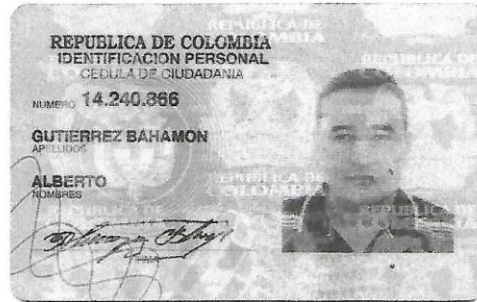 REPUBLICA DE COLOMBIA
IDENTIFICACION PERSONAL
CEDULA DE CIUDADANIA
NUMERO 14.240.866
GUTIERREZ BAHAMON
APELLIDOS
ALBERTO
NOMBRES